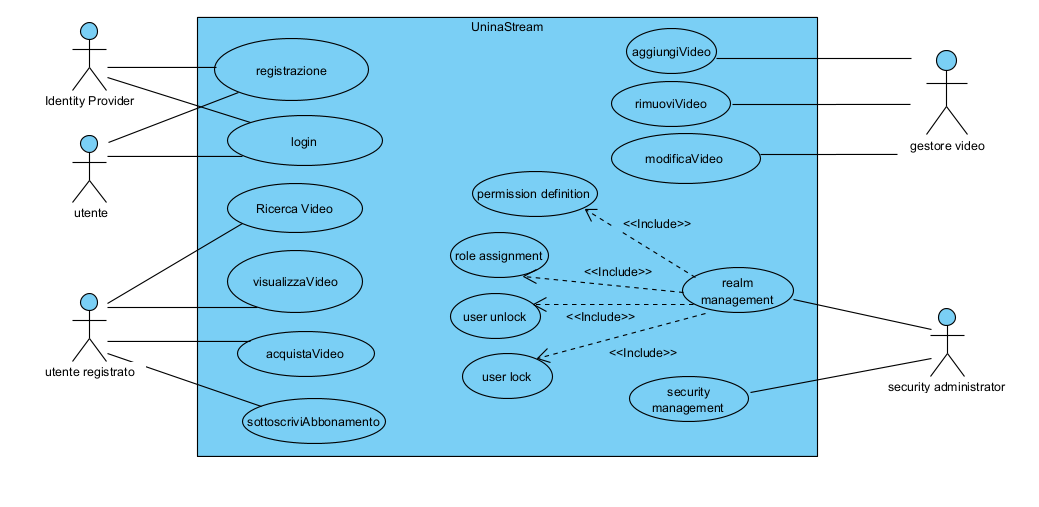 UninaStream
Identity Provider
utente
utente registrato
registrazione
login
Ricerca Video
visualizzaVideo
acquistaVideo
sottoscriviAbbonamento
aggiungiVideo
rimuoviVideo
modificaVideo
permission definition
<<Include>>
role assignment
<<Include>>
user unlock
<<Include>>
user lock
<<Include>>
realm
management
security
management
gestore video
security administrator